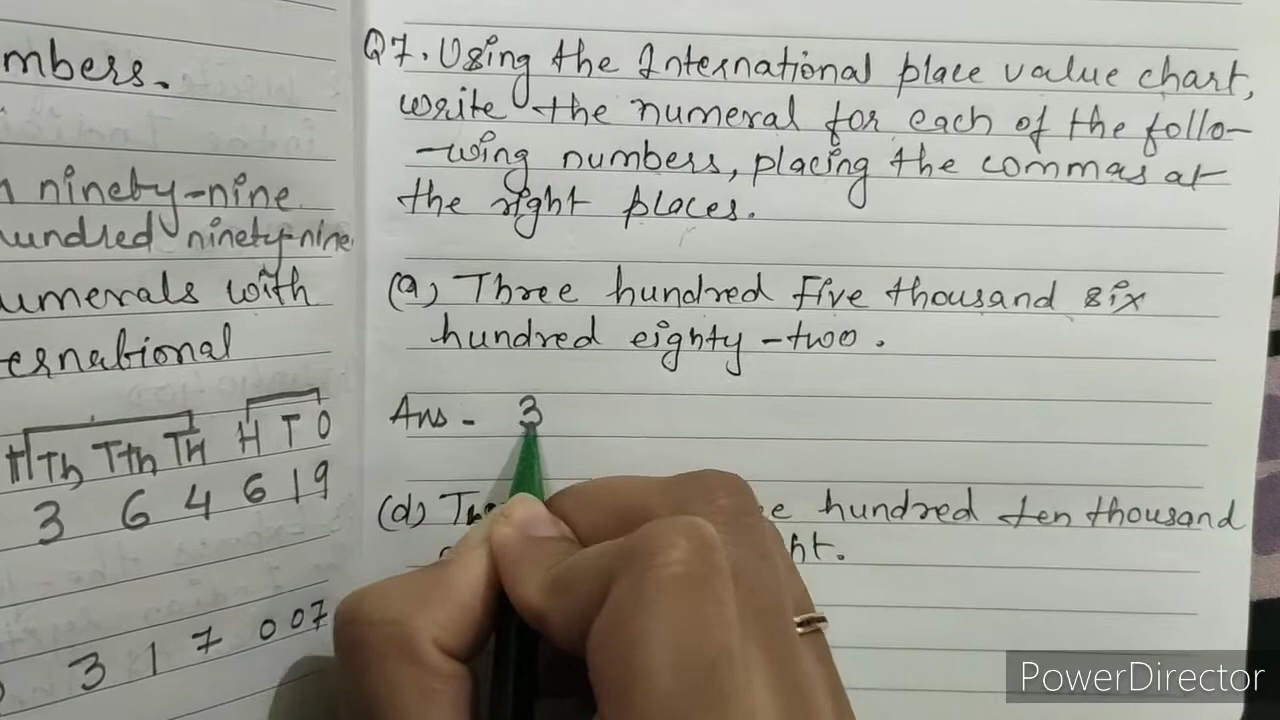 mbers.
ninety-nine
undred ninety-nine
umerals with
ernational
HTh TTh Th H T O
3 6 4 6 1 9
3 1 7 0 0 7
Q7. Using the International place value chart,
write the numeral for each of the follo-
-wing numbers, placing the commas at
the right places.
(a) Three hundred five thousand six
hundred eighty-two.
Ans - 3
(d) hundred ten thousand
PowerDirector